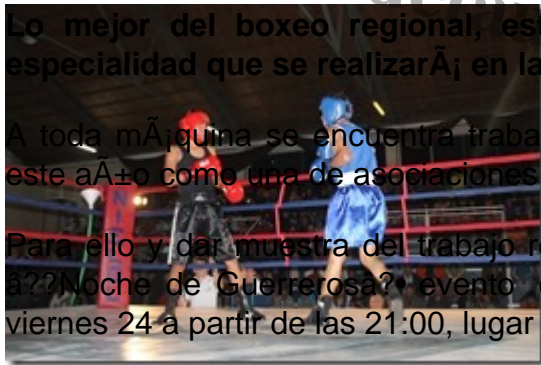 Lo mejor del boxeo regional, est
especialidad que se realizarÃ¡ en la
A toda mÃ¡quina se encuentra traba
este aÃ±o como una de asociaciones
Para ello y dar muestra del trabajo r
â??Noche de Guerrerosâ? evento
viernes 24 a partir de las 21:00, lugar